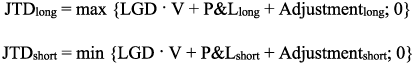 JTDlong = max {LGD · V + P&Llong + Adjustmentlong; 0}
JTDshort = min {LGD · V + P&Lshort + Adjustmentshort; 0}